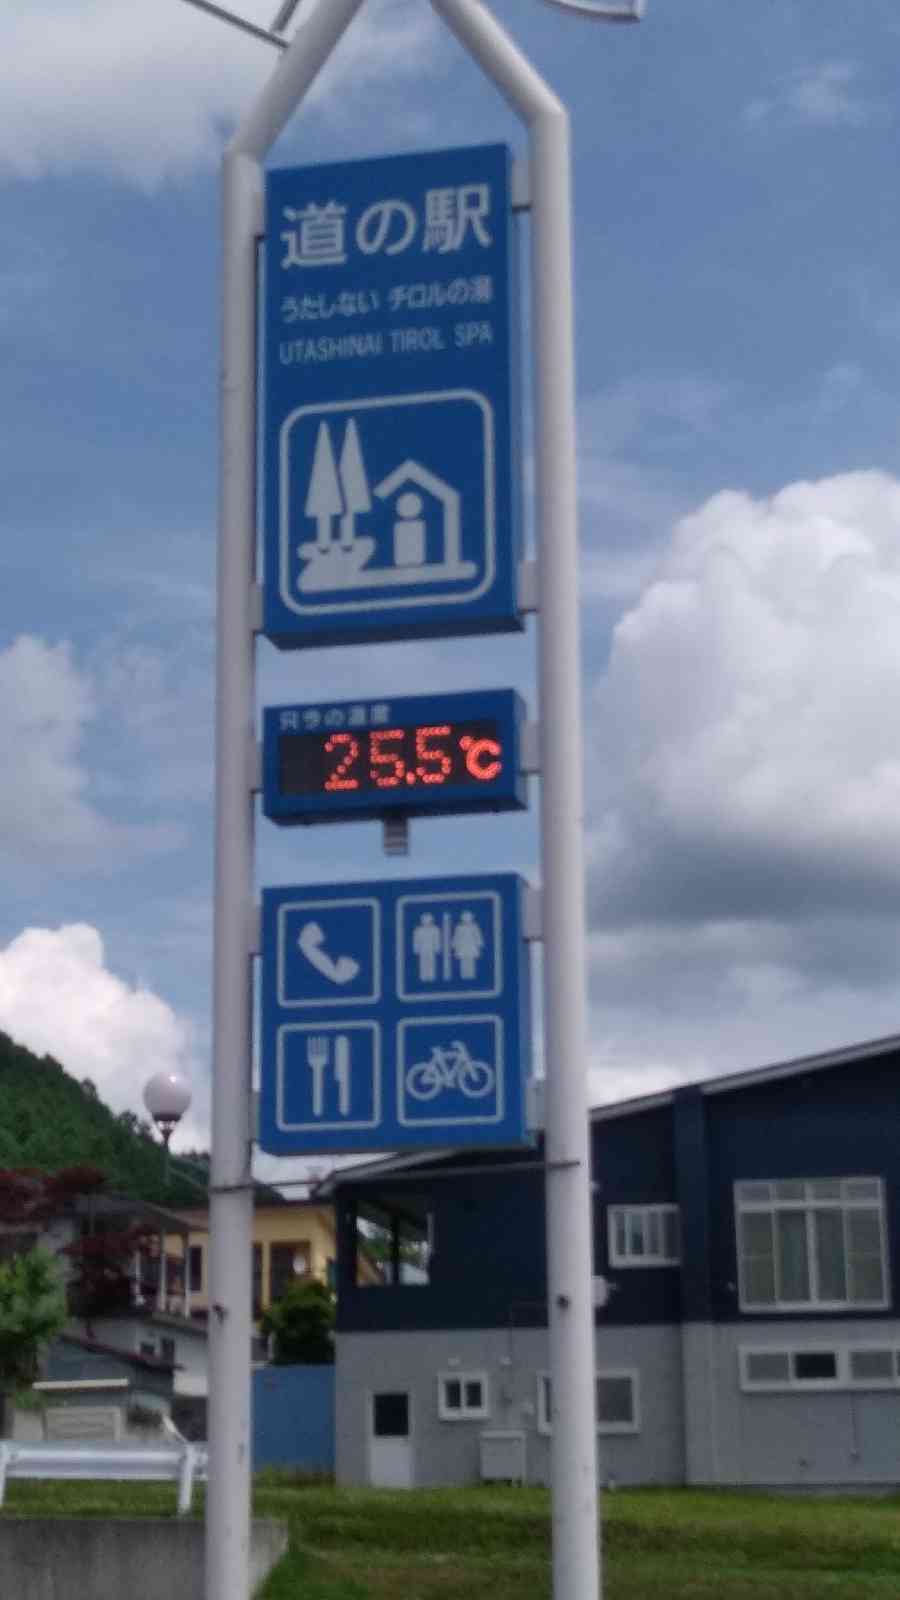 道の駅
うたしない チロルの湯
UTASHINAI TIROL SPA
只今の温度
25.5℃